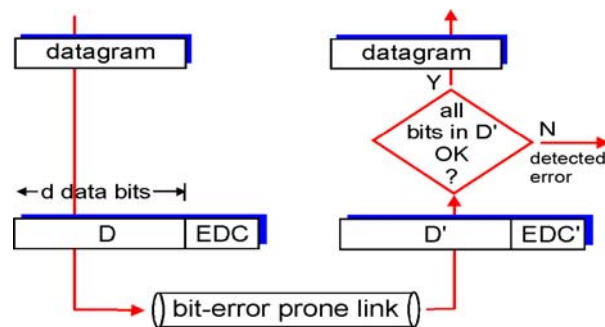 datagram
d data bits
D EDC
bit-error prone link
datagram
Y
all
bits in D'
OK
?
N
detected
error
D' EDC'